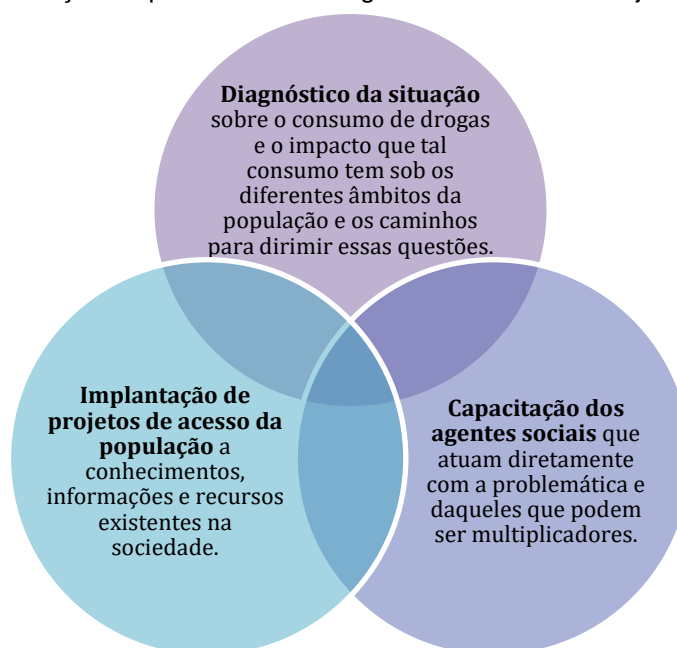 Diagnóstico da situação
sobre o consumo de drogas
e o impacto que tal
consumo tem sob os
diferentes âmbitos da
população e os caminhos
para dirimir essas questões.
Implantação de
projetos de acesso da
população a
conhecimentos,
informações e recursos
existentes na
sociedade.
Capacitação dos
agentes sociais que
atuam diretamente
com a problemática e
daqueles que podem
ser multiplicadores.